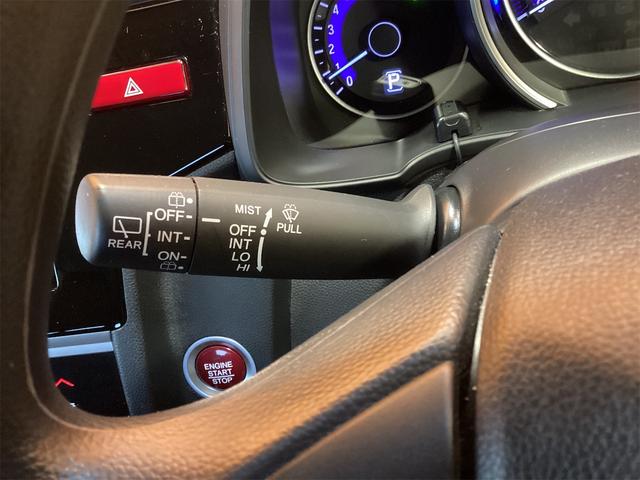 4
3
2
1
0
P
OFF
INT
ON
REAR
MIST
OFF
INT
LO
HI
PULL
ENGINE
START
STOP